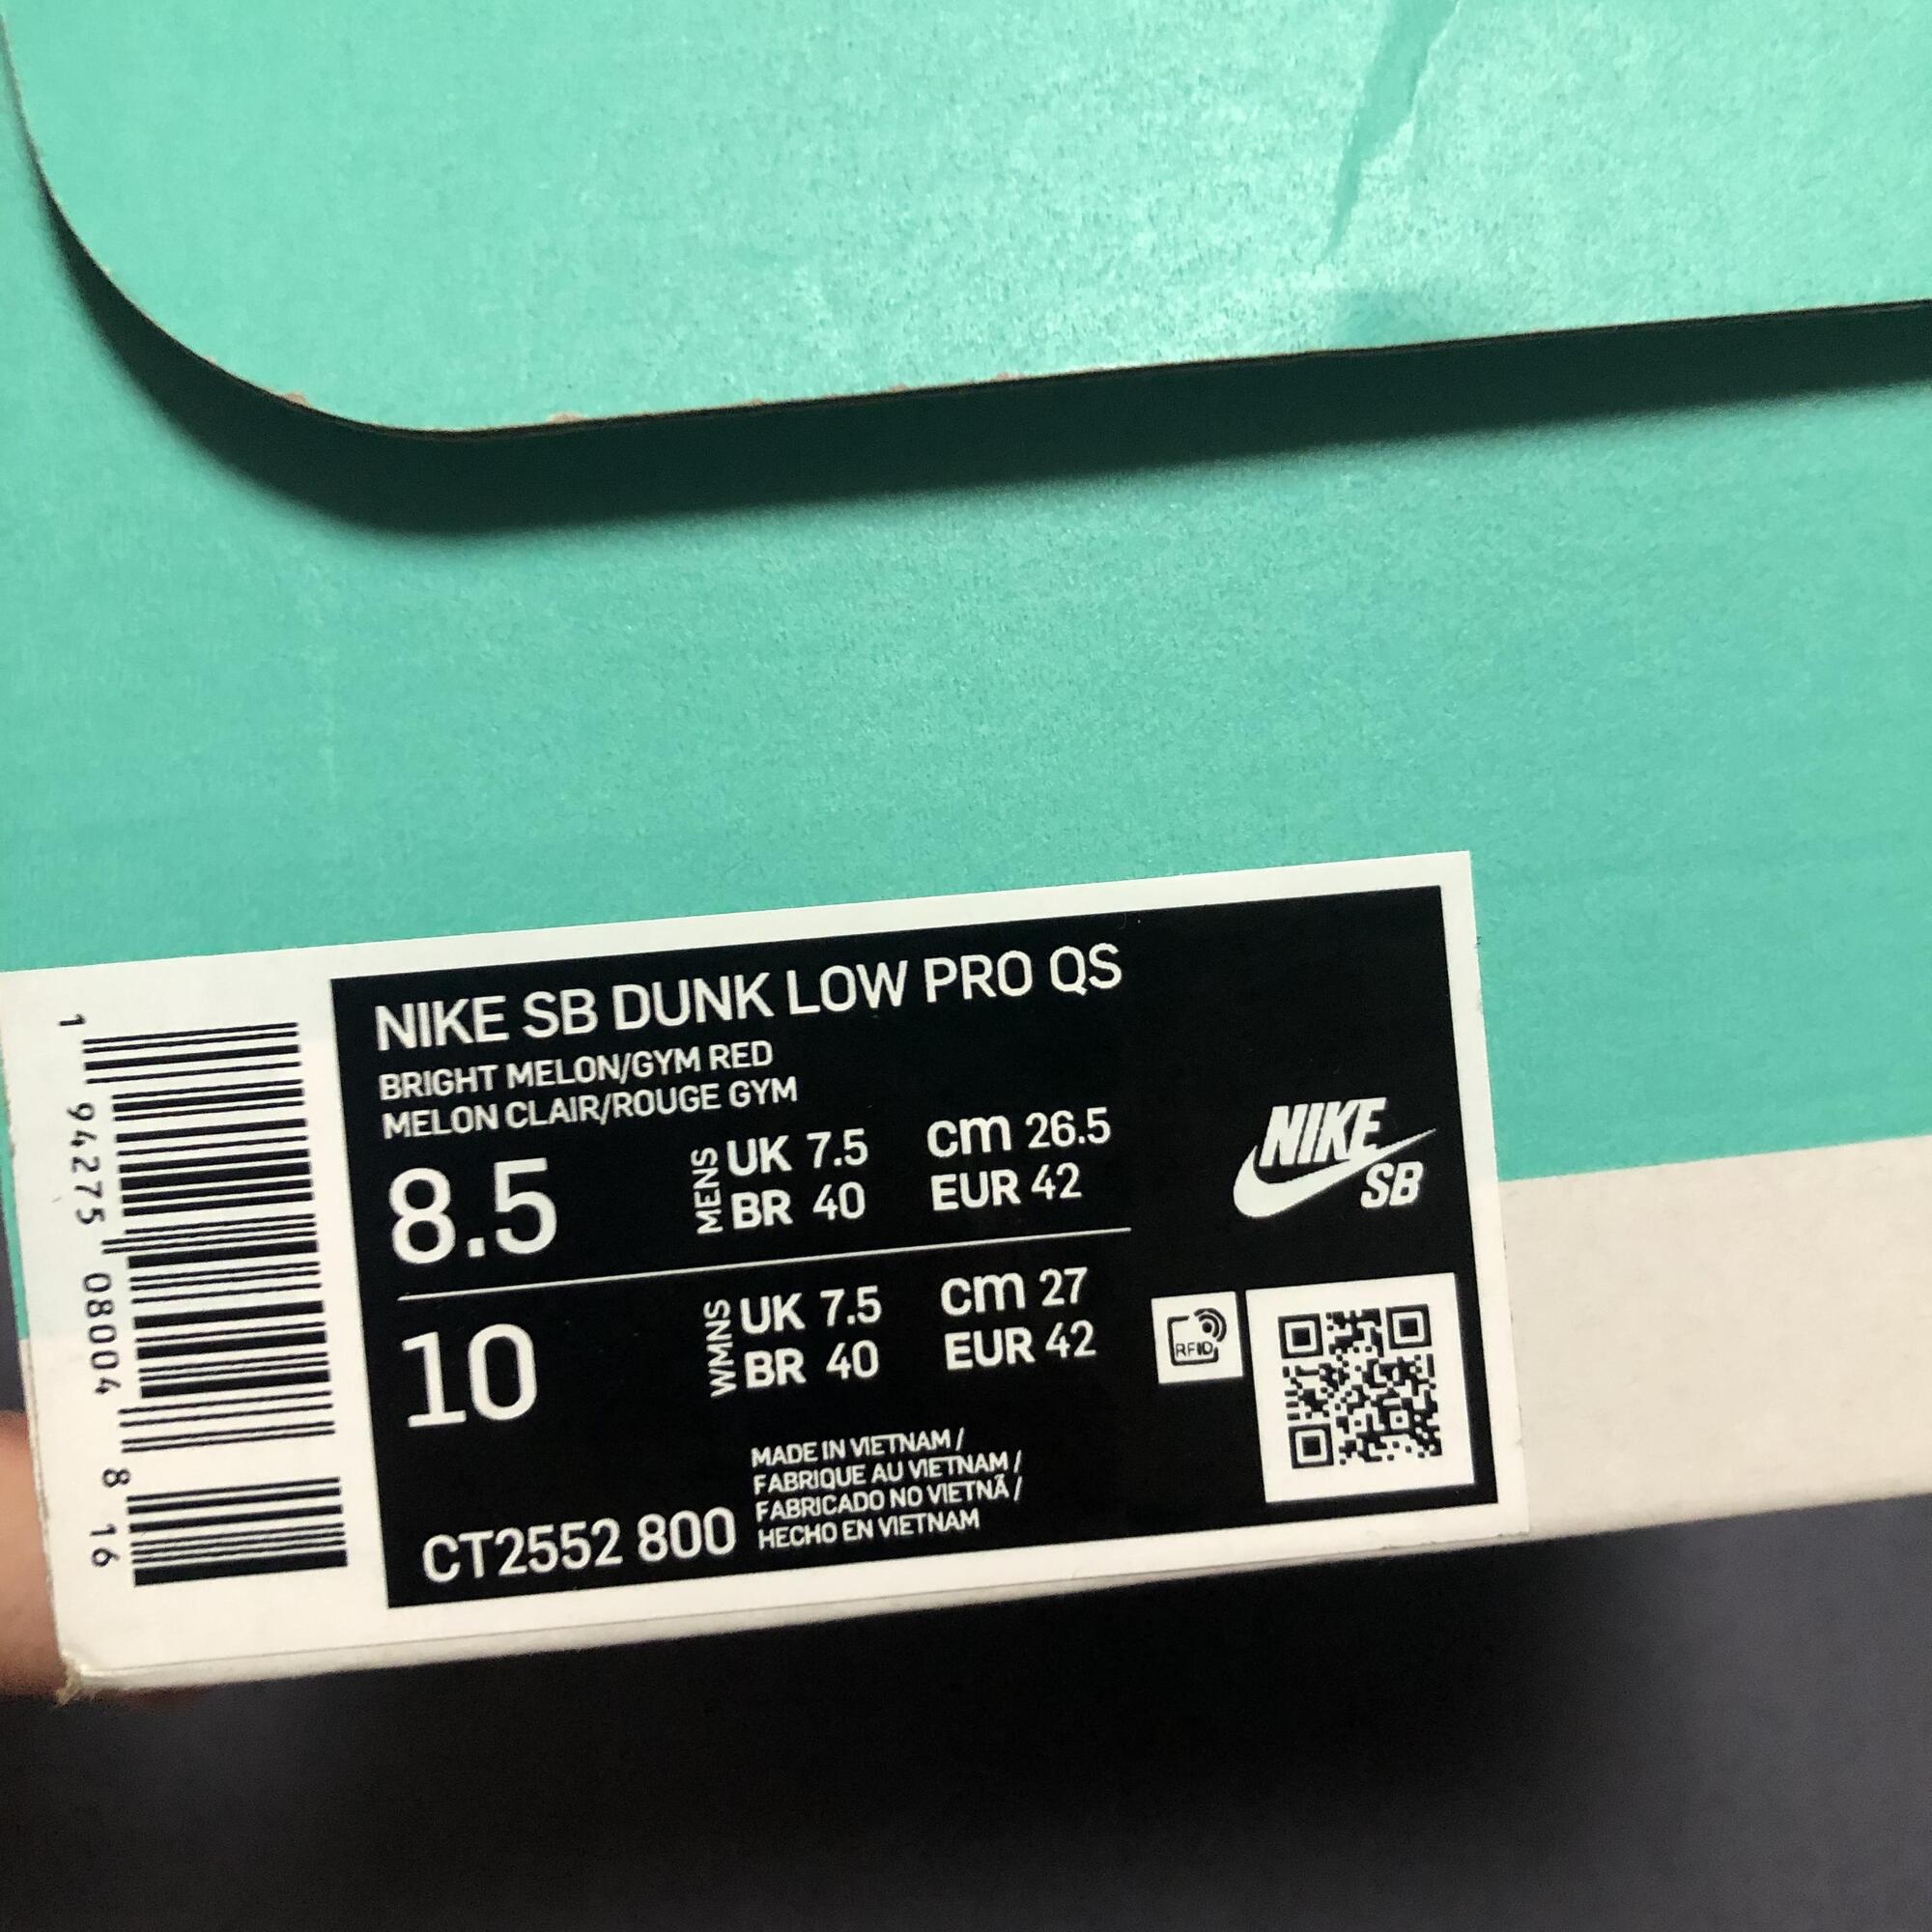 NIKE SB DUNK LOW PRO QS
BRIGHT MELON/GYM RED
MELON CLAIR/ROUGE GYM
8.5 MENS UK 7.5 cm 26.5
BR 40 EUR 42
10 WMNS UK 7.5 cm 27
BR 40 EUR 42
NIKE
SB
RFID
MADE IN VIETNAM /
FABRIQUE AU VIETNAM /
FABRICADO NO VIETNÃ /
HECHO EN VIETNAM
CT2552 800
1 94275 08004 8 16